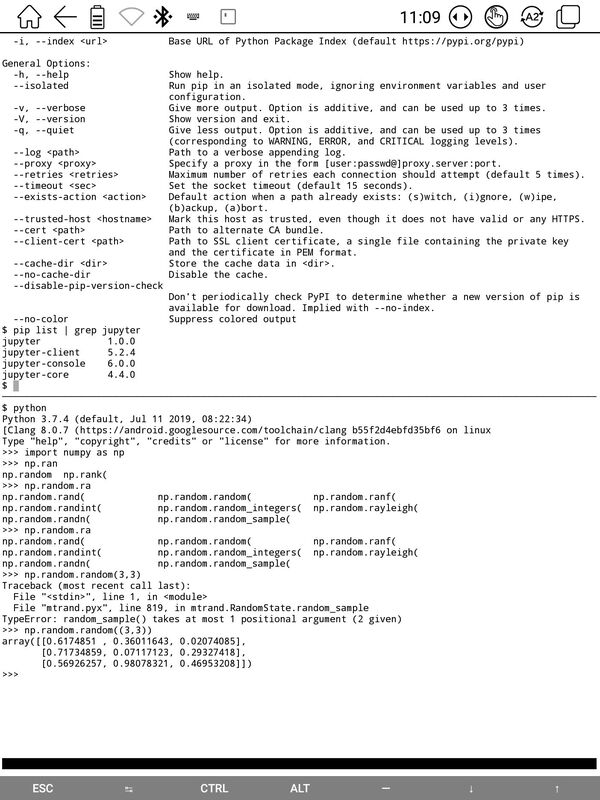 11:09
A2
-i, --index <url>           Base URL of Python Package Index (default https://pypi.org/pypi)
General Options:
-h, --help                  Show help.
--isolated                  Run pip in an isolated mode, ignoring environment variables and user
configuration.
-v, --verbose               Give more output. Option is additive, and can be used up to 3 times.
-V, --version               Show version and exit.
-q, --quiet                 Give less output. Option is additive, and can be used up to 3 times
(corresponding to WARNING, ERROR, and CRITICAL logging levels).
--log <path>                Path to a verbose appending log.
--proxy <proxy>             Specify a proxy in the form [user:passwd@]proxy.server:port.
--retries <retries>         Maximum number of retries each connection should attempt (default 5 times).
--timeout <sec>             Set the socket timeout (default 15 seconds).
--exists-action <action>    Default action when a path already exists: (s)witch, (i)gnore, (w)ipe,
(b)ackup, (a)bort.
--trusted-host <hostname>   Mark this host as trusted, even though it does not have valid or any HTTPS.
--cert <path>               Path to alternate CA bundle.
--client-cert <path>        Path to SSL client certificate, a single file containing the private key
and the certificate in PEM format.
--cache-dir <dir>           Store the cache data in <dir>.
--no-cache-dir              Disable the cache.
--disable-pip-version-check
Don't periodically check PyPI to determine whether a new version of pip is
available for download. Implied with --no-index.
--no-color                  Suppress colored output
$ pip list | grep jupyter
jupyter            1.0.0
jupyter-client     5.2.4
jupyter-console    6.0.0
jupyter-core       4.4.0
$
$ python
Python 3.7.4 (default, Jul 11 2019, 08:22:34)
[Clang 8.0.7 (https://android.googlesource.com/toolchain/clang b55f2d4ebfd35bf6 on linux
Type "help", "copyright", "credits" or "license" for more information.
>>> import numpy as np
>>> np.ran
np.random  np.rank(
>>> np.random.ra
np.random.rand(             np.random.random(           np.random.ranf(
np.random.randint(          np.random.random_integers(  np.random.rayleigh(
np.random.randn(            np.random.random_sample(
>>> np.random.ra
np.random.rand(             np.random.random(           np.random.ranf(
np.random.randint(          np.random.random_integers(  np.random.rayleigh(
np.random.randn(            np.random.random_sample(
>>> np.random.random(3,3)
Traceback (most recent call last):
File "<stdin>", line 1, in <module>
File "mtrand.pyx", line 819, in mtrand.RandomState.random_sample
TypeError: random_sample() takes at most 1 positional argument (2 given)
>>> np.random.random((3,3))
array([[0.6174851 , 0.36011643, 0.02074085],
[0.71734859, 0.07117123, 0.29327418],
[0.56926257, 0.98078321, 0.46953208]])
>>>
ESC ⇆ CTRL ALT — ↓ ↑